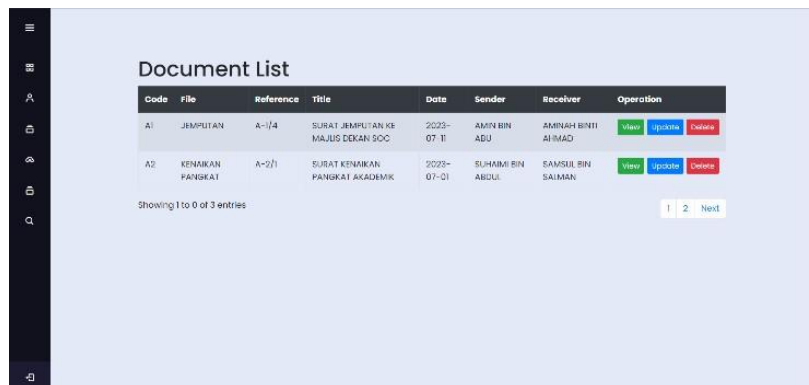 Document List
Code File Reference Title Date Sender Receiver Operation
A1 JEMPUTAN A-1/4 SURAT JEMPUTAN KE 2023- AMIN BIN AMINAH BINTI View Update Delete
MAJLIS DEKAN SOC 07-11 ABU AHMAD
A2 KENAIKAN A-2/1 SURAT KENAIKAN 2023- SUHAIMI BIN SAMSUL BIN View Update Delete
PANGKAT PANGKAT AKADEMIK 07-01 ABDUL SALMAN
Showing 1 to 0 of 3 entries 1 2 Next